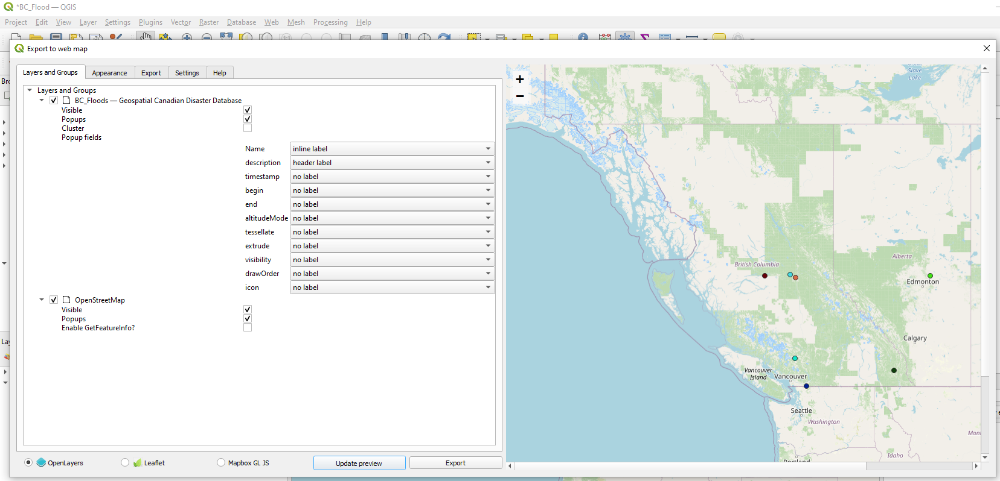 *BC_Flood — QGIS
Project Edit View Layer Settings Plugins Vector Raster Database Web Mesh Processing Help
Export to web map
Layers and Groups Appearance Export Settings Help
Layers and Groups
BC_Floods — Geospatial Canadian Disaster Database
Visible
Popups
Cluster
Popup fields
Name inline label
description header label
timestamp no label
begin no label
end no label
altitudeMode no label
tessellate no label
extrude no label
visibility no label
drawOrder no label
icon no label
OpenStreetMap
Visible
Popups
Enable GetFeatureInfo?
OpenLayers Leaflet Mapbox GL JS Update preview Export
+
−
Slave
Lake
British Columbia
Alberta
Edmonton
Calgary
Vancouver
Island
Vancouver
Seattle
Washington
Mont
Idaho
Portland
Bro
Lay